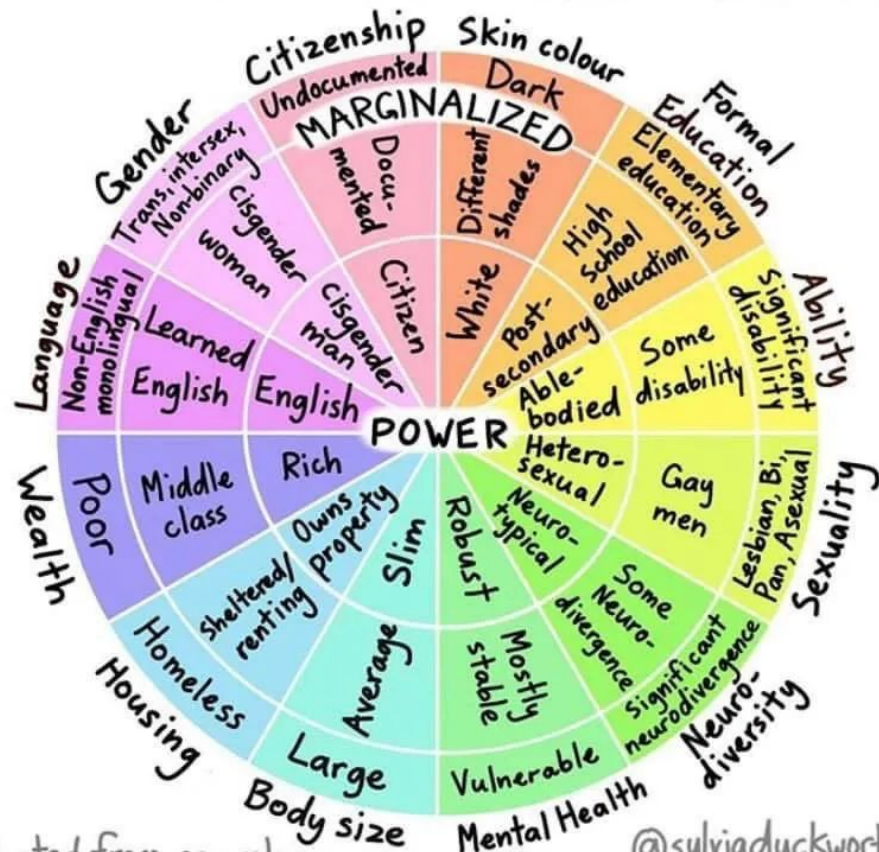 Citizenship
Undocumented
Docu-
mented
Citizen
Skin colour
Dark
Different
shades
White
Formal
Education
Elementary
education
High
School
education
Post-
secondary
Ability
Significant
disability
Some
disability
Able-
bodied
Sexuality
Lesbian, Bi,
Pan, Asexual
Gay
men
Hetero-
sexual
Neuro-
diversity
Significant
neurodivergence
Some
Neuro-
divergence
Neuro-
typical
Mental Health
Vulnerable
Mostly
stable
Robust
Body size
Large
Average
Slim
Housing
Homeless
Sheltered/
renting
Owns
property
Wealth
Poor
Middle
class
Rich
Language
Non-English
monolingual
Learned
English
English
Gender
Trans, intersex,
Non-binary
cisgender
woman
cisgender
man
MARGINALIZED
POWER
@sylviaduckwort